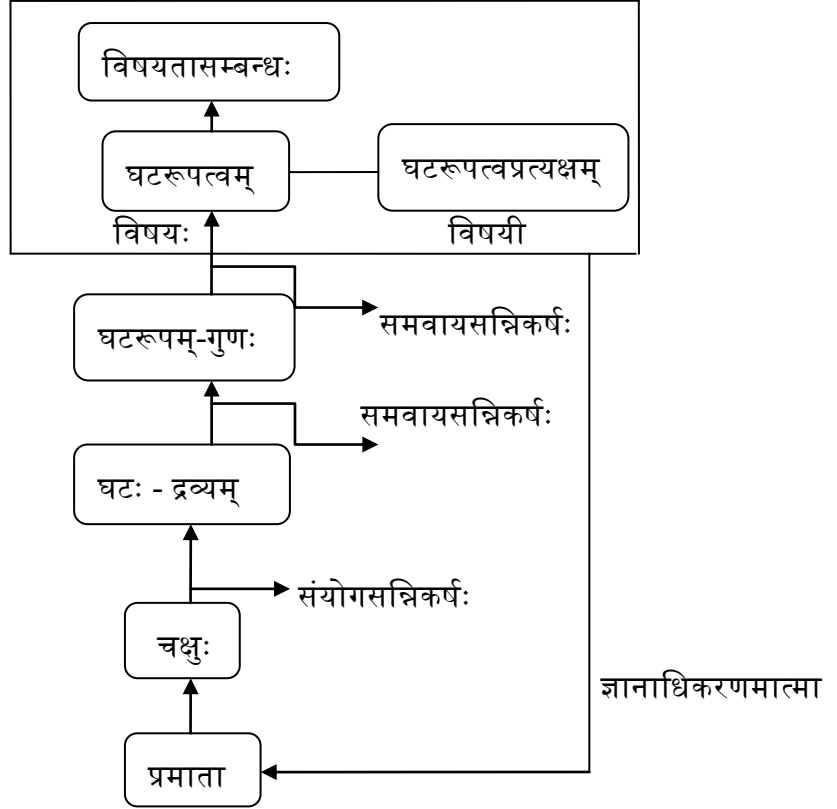 विषयतासम्बन्धः
घटरूपत्वम्
घटरूपत्वप्रत्यक्षम्
विषयः
विषयी
समवायसन्निकर्षः
घटरूपम्-गुणः
समवायसन्निकर्षः
घटः - द्रव्यम्
संयोगसन्निकर्षः
चक्षुः
ज्ञानाधिकरणमात्मा
प्रमाता